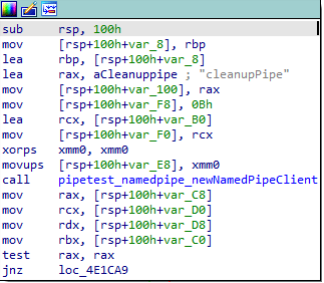 sub rsp, 100h
mov [rsp+100h+var_8], rbp
lea rbp, [rsp+100h+var_8]
lea rax, aCleanuppipe ; "cleanupPipe"
mov [rsp+100h+var_100], rax
mov [rsp+100h+var_F8], 0Bh
lea rcx, [rsp+100h+var_B0]
mov [rsp+100h+var_F0], rcx
xorps xmm0, xmm0
movups [rsp+100h+var_E8], xmm0
call pipetest_namedpipe_newNamedPipeClient
mov rax, [rsp+100h+var_C8]
mov rcx, [rsp+100h+var_D0]
mov rdx, [rsp+100h+var_D8]
mov rbx, [rsp+100h+var_C0]
test rax, rax
jnz loc_4E1CA9